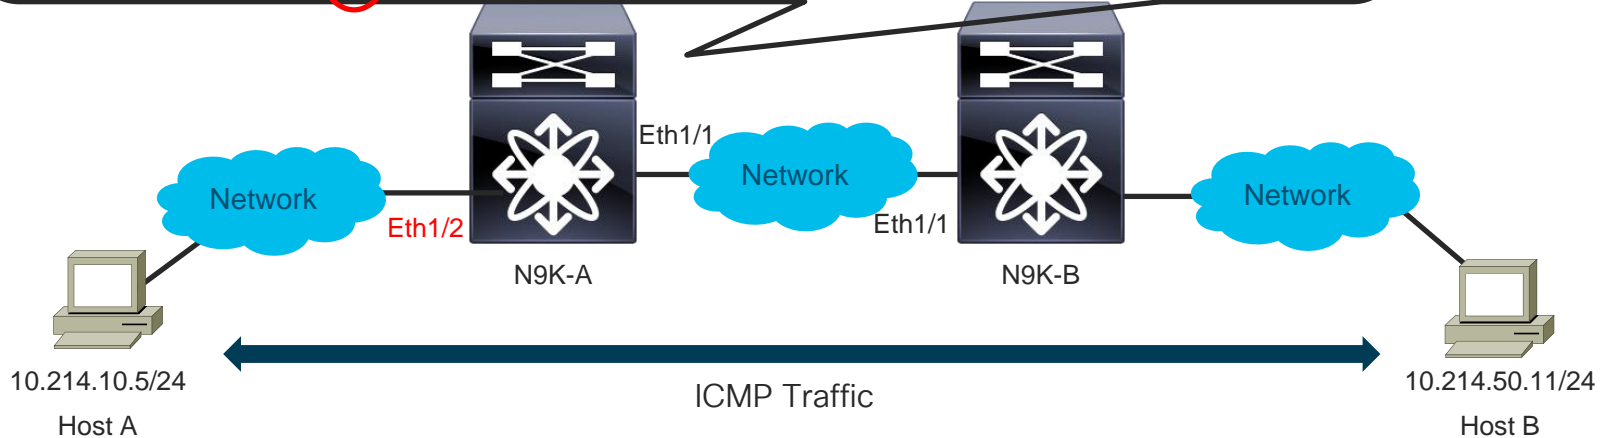 Eth1/1
Network
Network
Network
Eth1/2
Eth1/1
N9K-A
N9K-B
10.214.10.5/24
10.214.50.11/24
ICMP Traffic
Host A
Host B